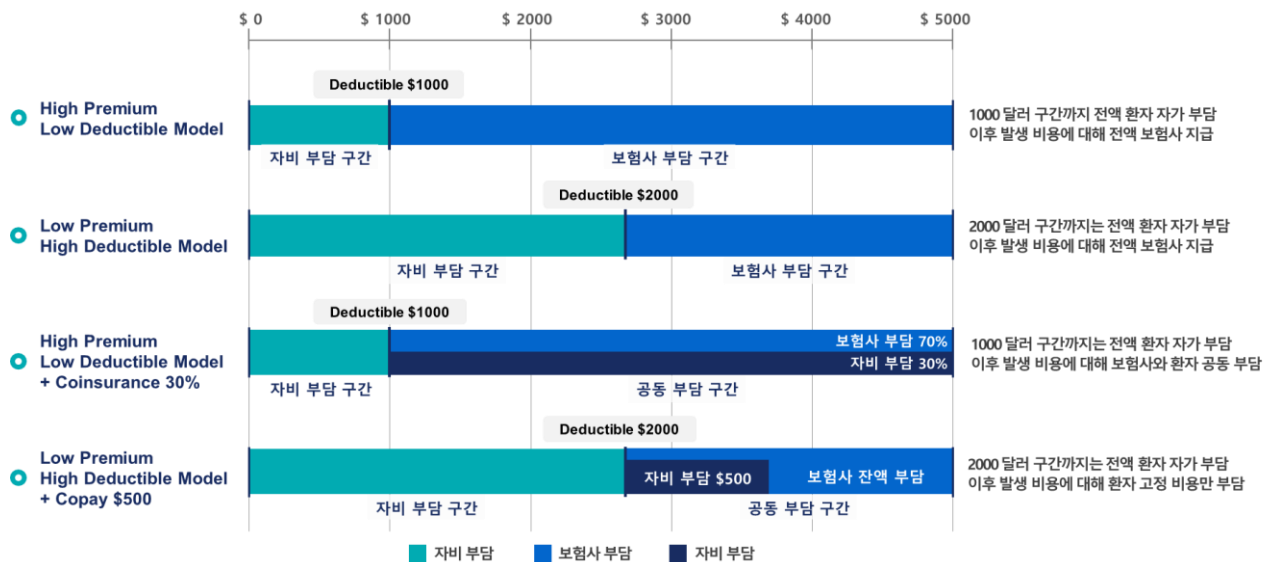 $ 0
$ 1000
$ 2000
$ 3000
$ 4000
$ 5000
Deductible $1000
High Premium
Low Deductible Model
1000 달러 구간까지 전액 환자 자가 부담
이후 발생 비용에 대해 전액 보험사 지급
자비 부담 구간
보험사 부담 구간
Deductible $2000
Low Premium
High Deductible Model
2000 달러 구간까지는 전액 환자 자가 부담
이후 발생 비용에 대해 전액 보험사 지급
자비 부담 구간
보험사 부담 구간
Deductible $1000
High Premium
Low Deductible Model
+ Coinsurance 30%
보험사 부담 70%
자비 부담 30%
1000 달러 구간까지는 전액 환자 자가 부담
이후 발생 비용에 대해 보험사와 환자 공동 부담
자비 부담 구간
공동 부담 구간
Deductible $2000
Low Premium
High Deductible Model
+ Copay $500
자비 부담 $500
보험사 잔액 부담
2000 달러 구간까지는 전액 환자 자가 부담
이후 발생 비용에 대해 환자 고정 비용만 부담
자비 부담 구간
공동 부담 구간
자비 부담
보험사 부담
자비 부담